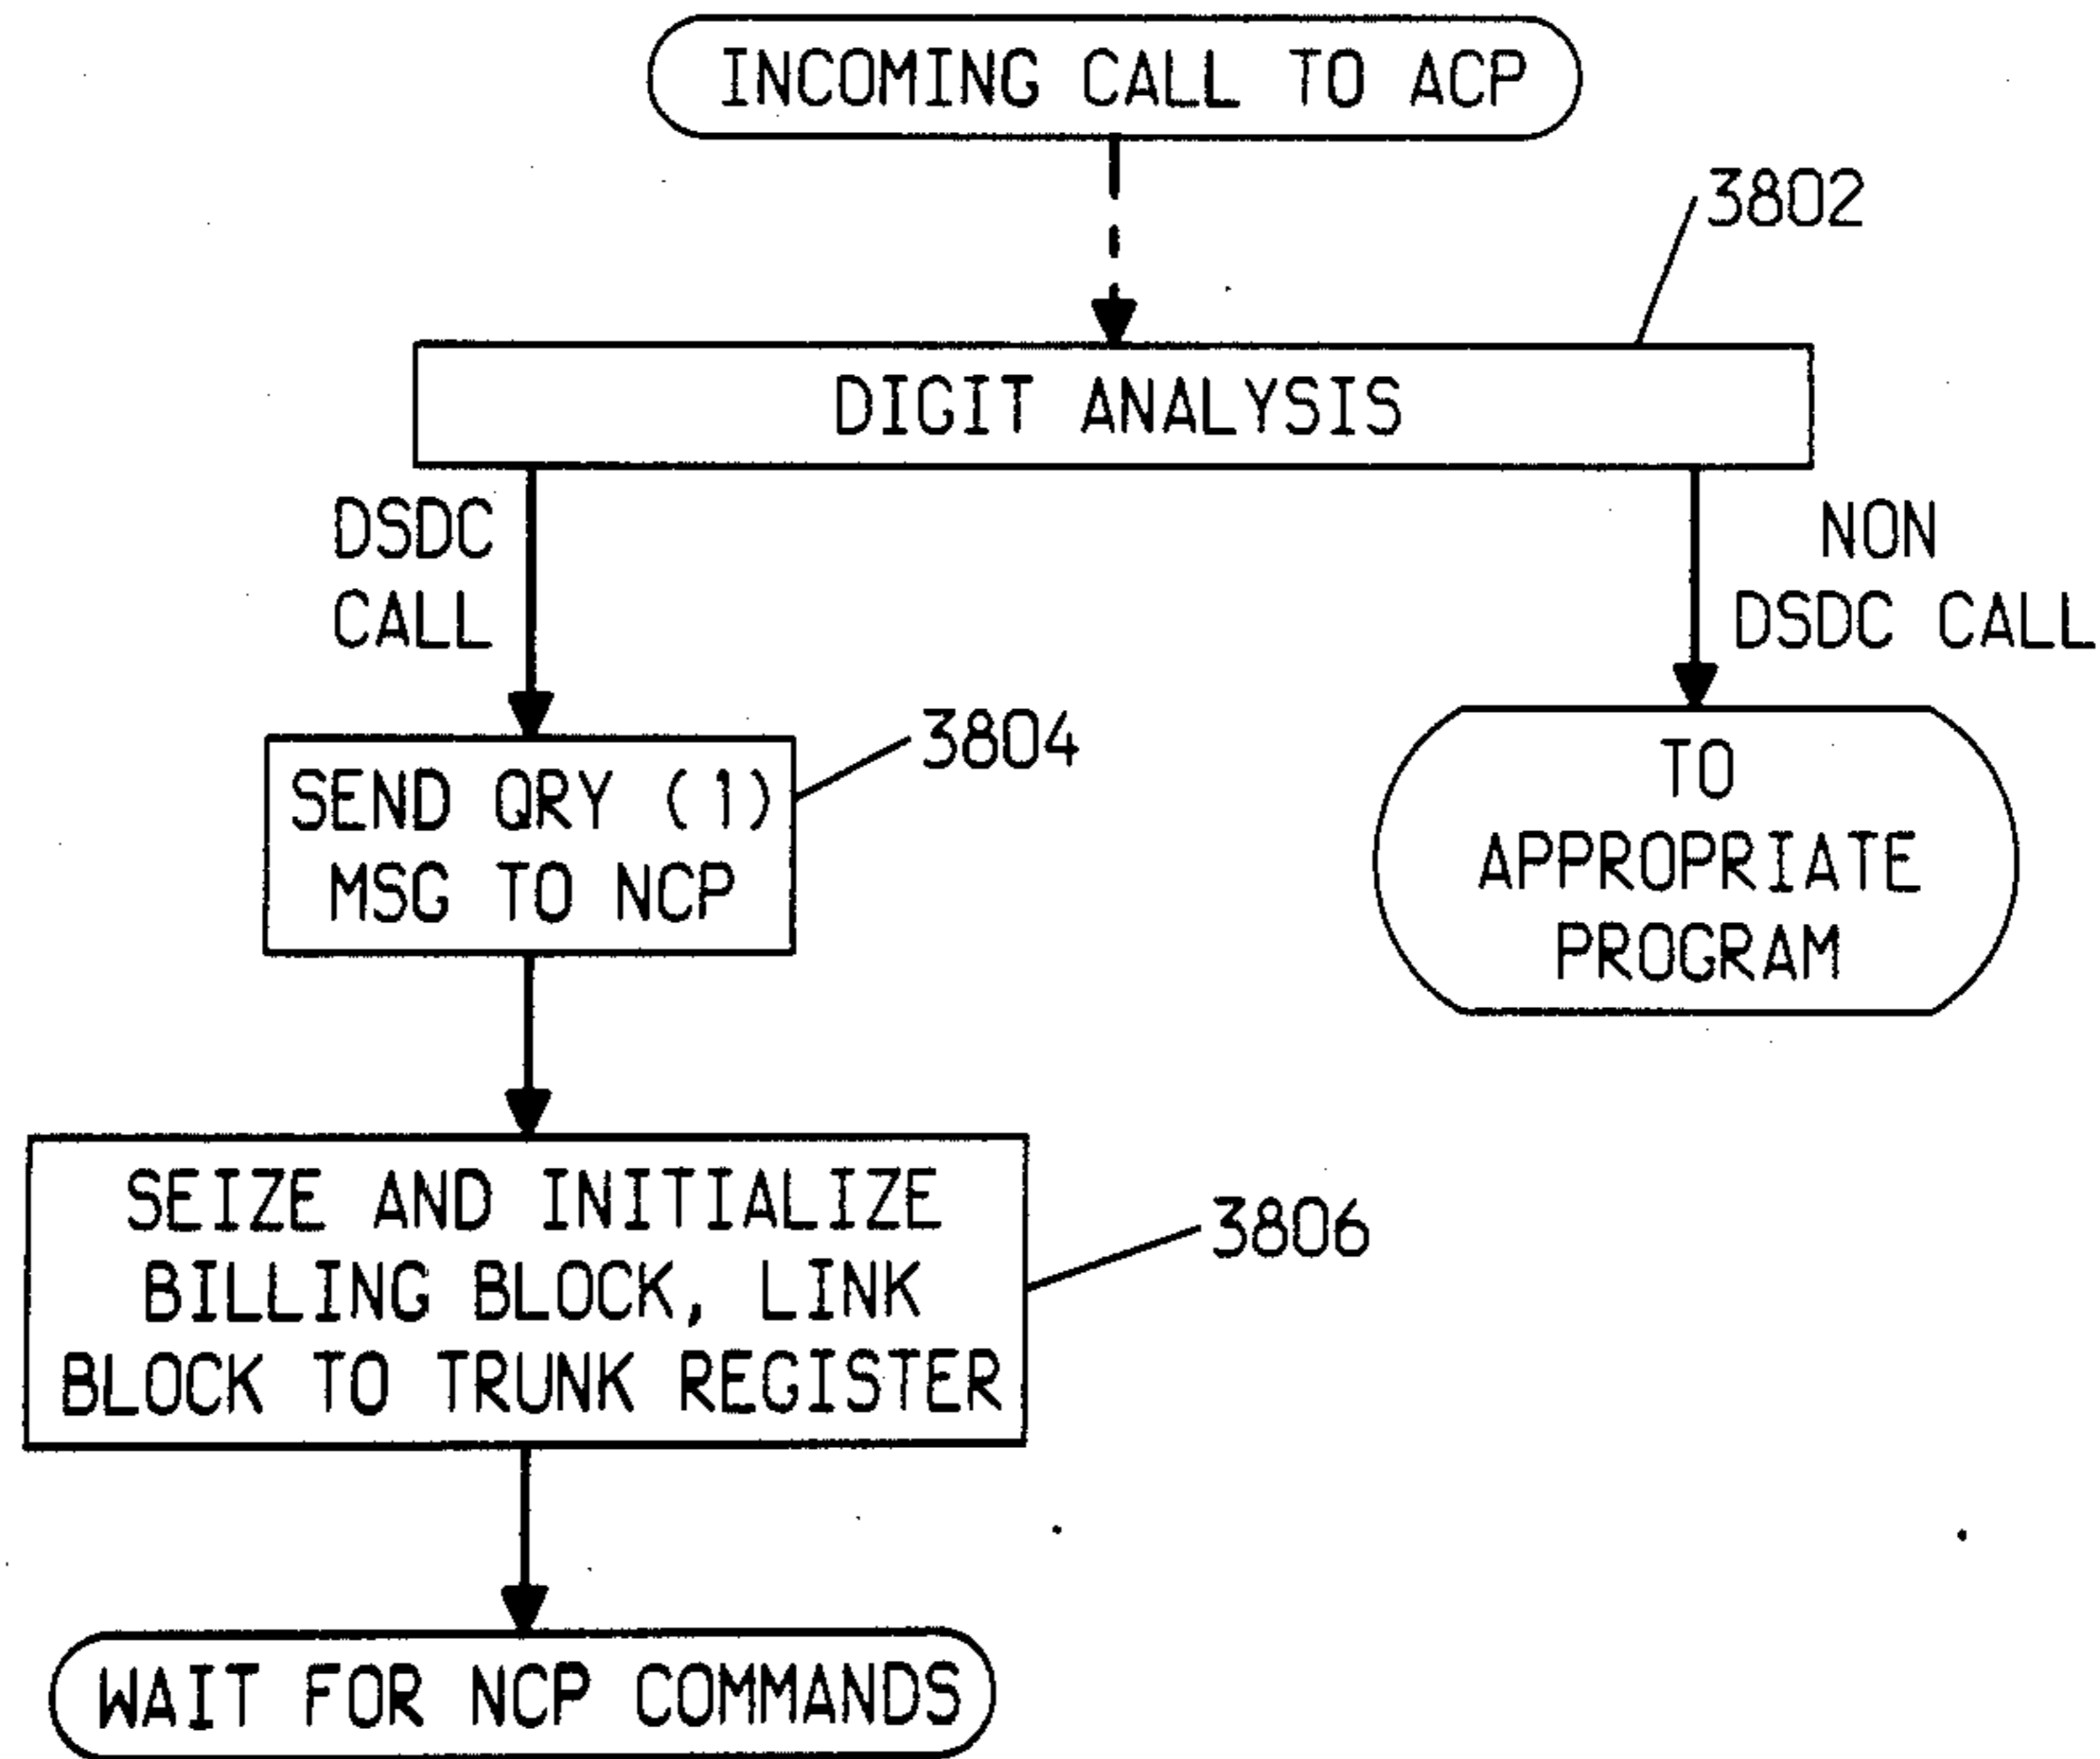 INCOMING CALL TO ACP
3802
DIGIT ANALYSIS
DSDC
CALL
NON
DSDC CALL
3804
SEND QRY (1)
MSG TO NCP
TO
APPROPRIATE
PROGRAM
SEIZE AND INITIALIZE
BILLING BLOCK, LINK
BLOCK TO TRUNK REGISTER
3806
WAIT FOR NCP COMMANDS